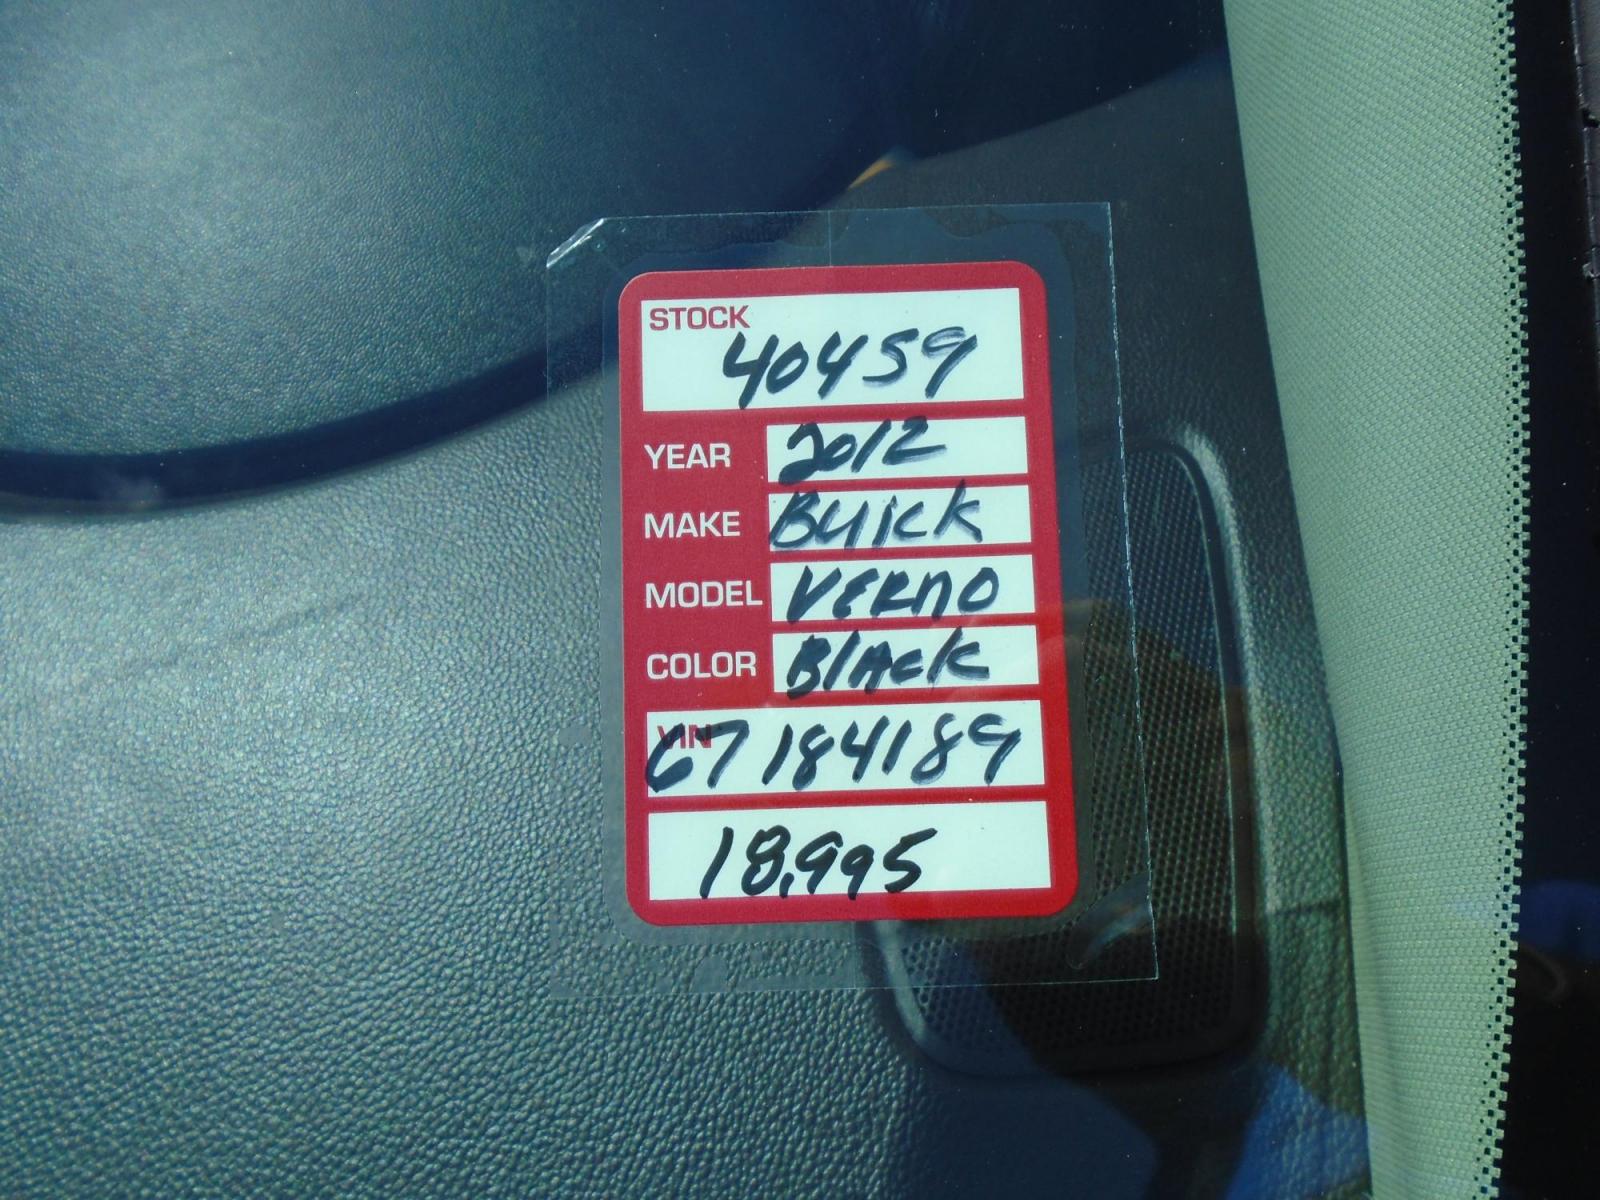 STOCK
40459
YEAR 2012
MAKE Buick
MODEL VERNO
COLOR BlAck
VIN
67184189
18,995